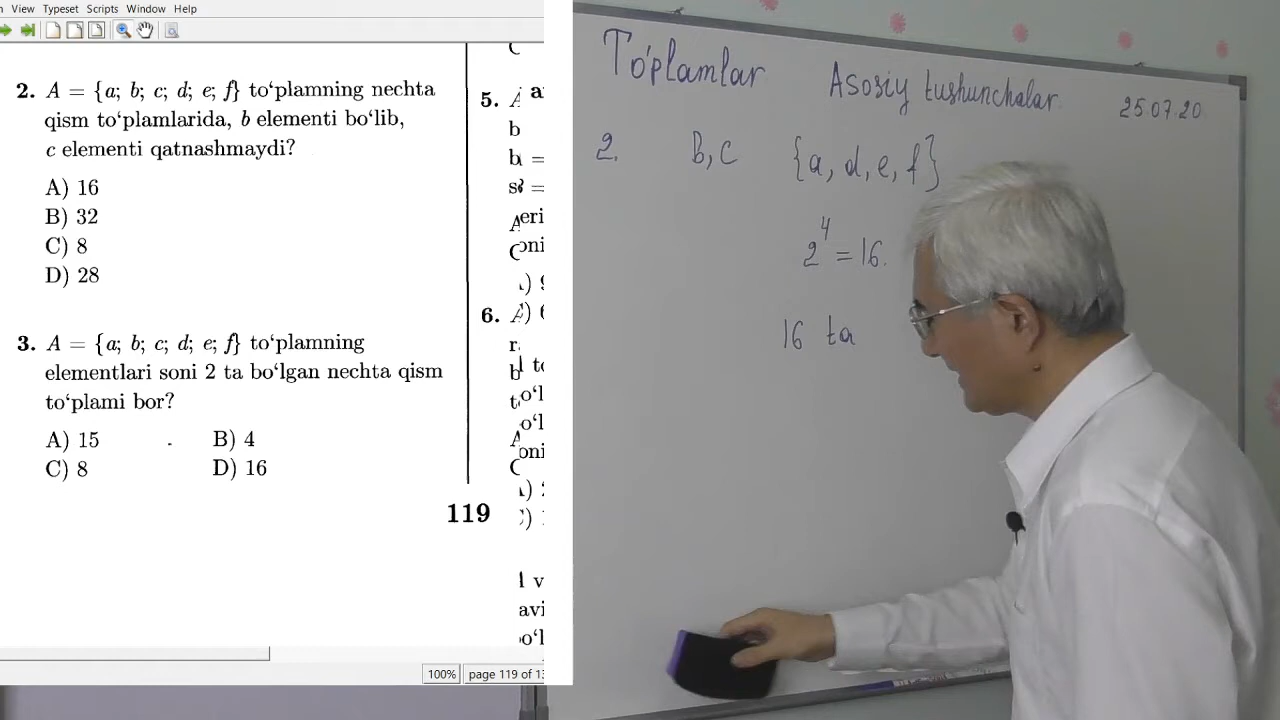 View Typeset Scripts Window Help
2. A = {a; b; c; d; e; f} to‘plamning nechta
qism to‘plamlarida, b elementi bo‘lib,
c elementi qatnashmaydi?
A) 16
B) 32
C) 8
D) 28
3. A = {a; b; c; d; e; f} to‘plamning
elementlari soni 2 ta bo‘lgan nechta qism
to‘plami bor?
A) 15 B) 4
C) 8 D) 16
119
5.
6.
100% page 119 of
To'plamlar Asosiy tushunchalar 25.07.20
2. b,c {a, d, e, f}
2⁴ = 16.
16 ta